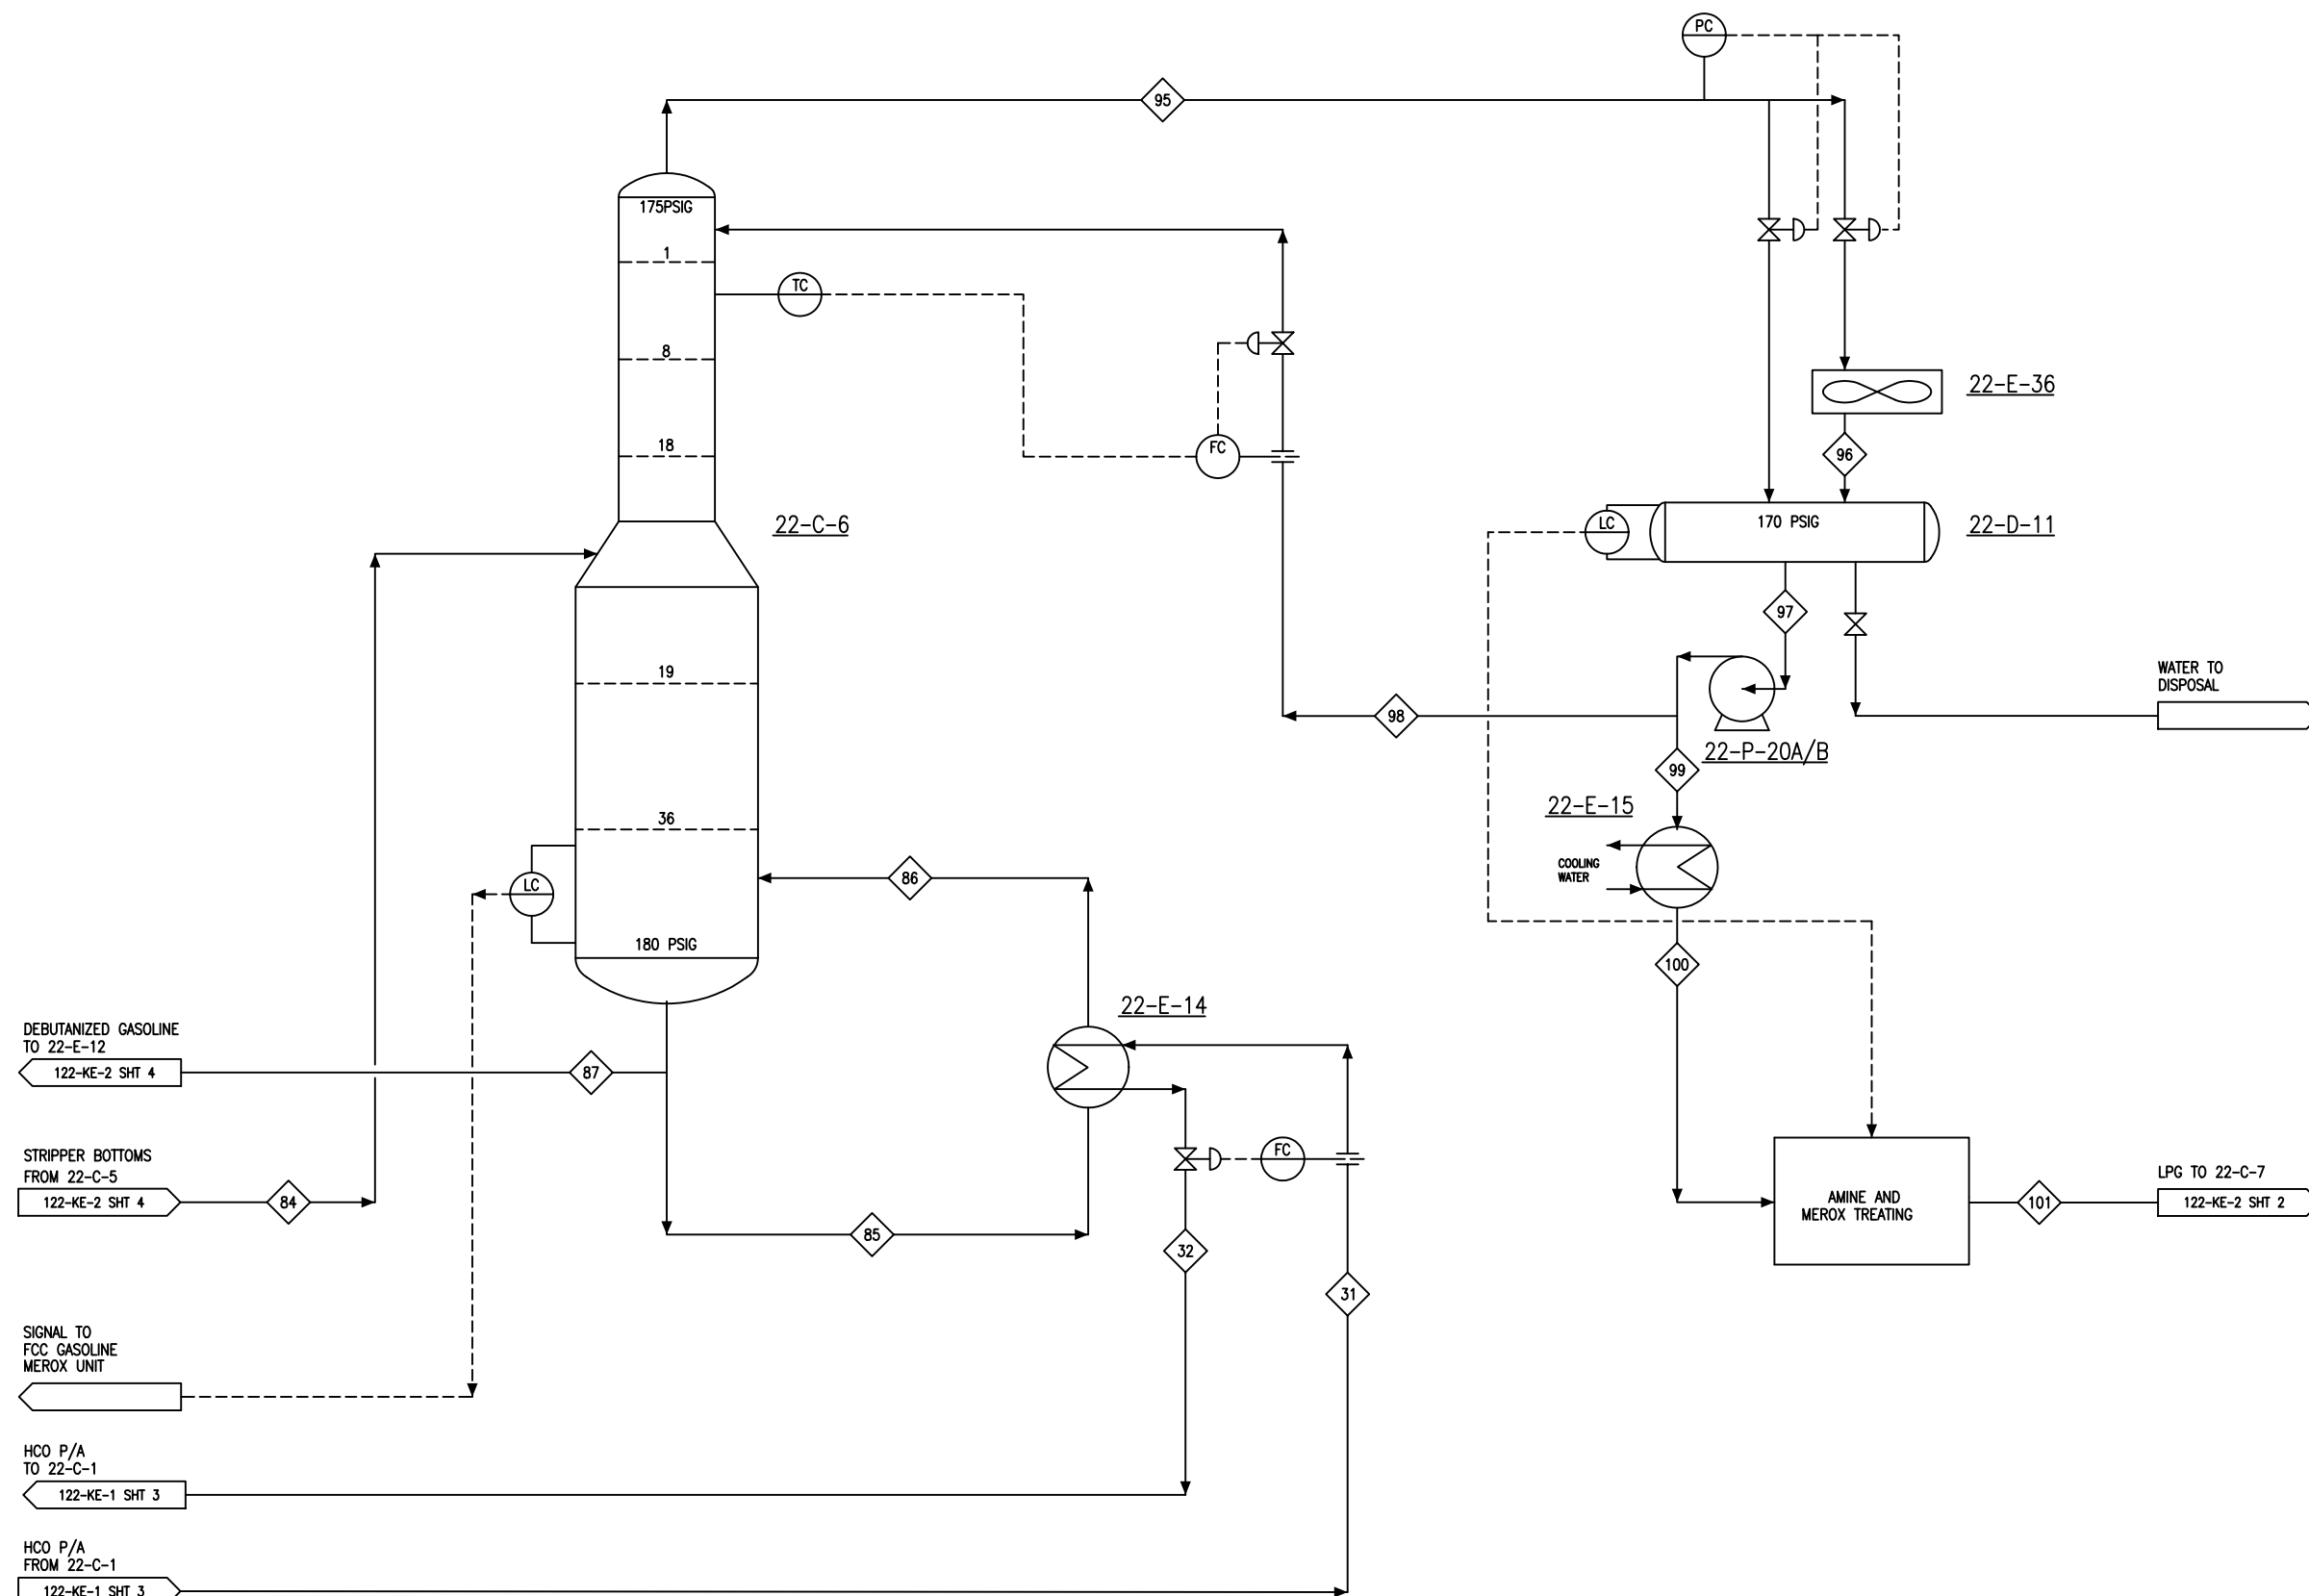 PC
95
175PSIG
1
TC
8
FC
18
22-E-36
96
22-C-6
LC
170 PSIG
22-D-11
97
19
WATER TO
DISPOSAL
98
22-P-20A/B
99
22-E-15
36
COOLING
WATER
86
LC
180 PSIG
100
22-E-14
DEBUTANIZED GASOLINE
TO 22-E-12
122-KE-2 SHT 4
87
STRIPPER BOTTOMS
FROM 22-C-5
122-KE-2 SHT 4
84
85
FC
32
31
AMINE AND
MEROX TREATING
101
LPG TO 22-C-7
122-KE-2 SHT 2
SIGNAL TO
FCC GASOLINE
MEROX UNIT
HCO P/A
TO 22-C-1
122-KE-1 SHT 3
HCO P/A
FROM 22-C-1
122-KE-1 SHT 3